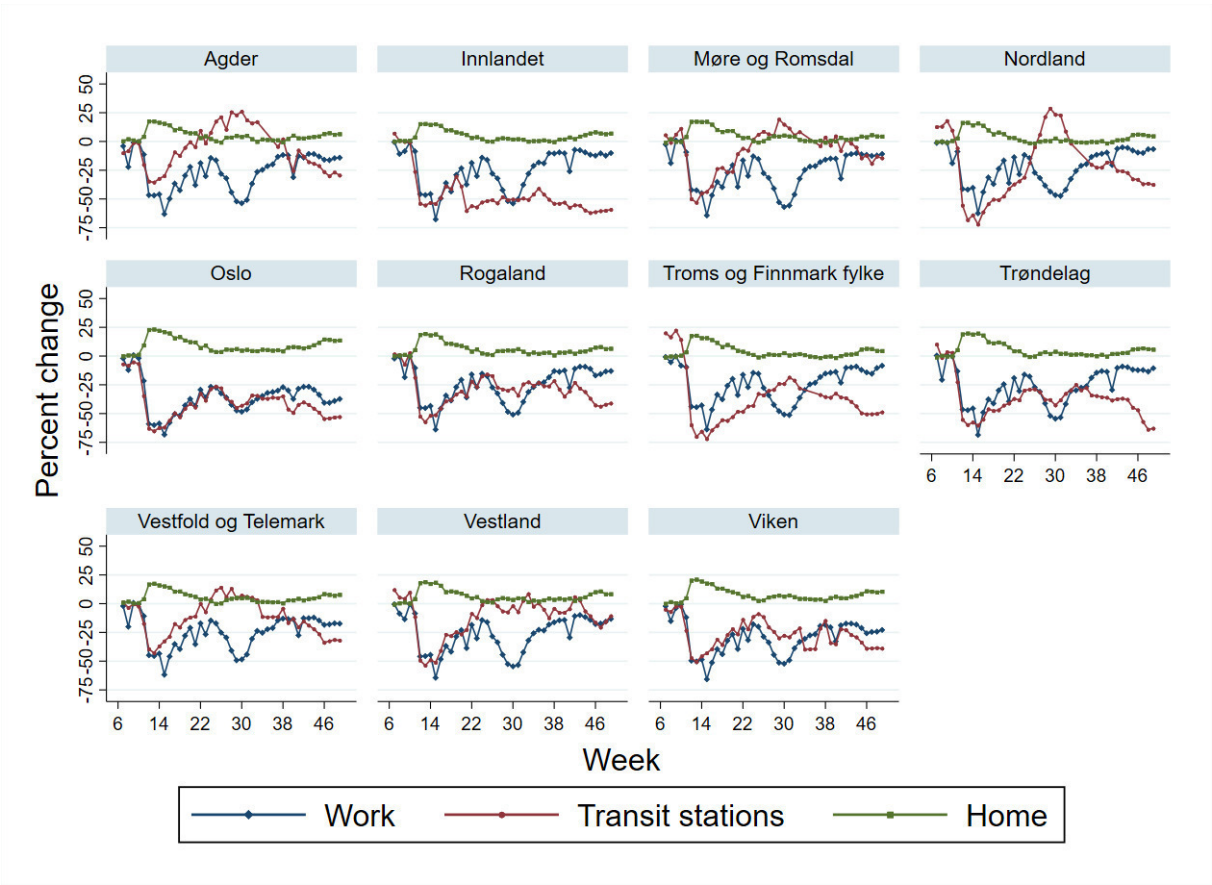 Agder Innlandet Møre og Romsdal Nordland
50
25
0
-25
-50
-75
Oslo Rogaland Troms og Finnmark fylke Trøndelag
50
25
0
-25
-50
-75
6 14 22 30 38 46
Percent change
Vestfold og Telemark Vestland Viken
50
25
0
-25
-50
-75
6 14 22 30 38 46 6 14 22 30 38 46 6 14 22 30 38 46
Week
Work Transit stations Home